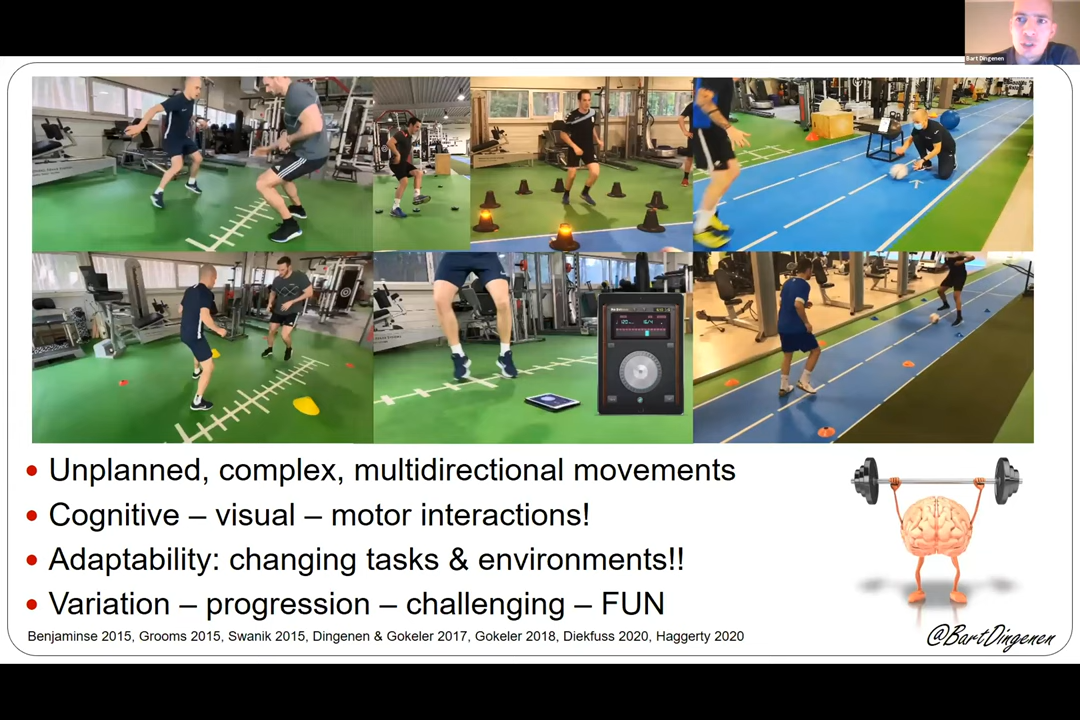 Bart Dingenen
• Unplanned, complex, multidirectional movements
• Cognitive – visual – motor interactions!
• Adaptability: changing tasks & environments!!
• Variation – progression – challenging – FUN
Benjaminse 2015, Grooms 2015, Swanik 2015, Dingenen & Gokeler 2017, Gokeler 2018, Diekfuss 2020, Haggerty 2020
@BartDingenen